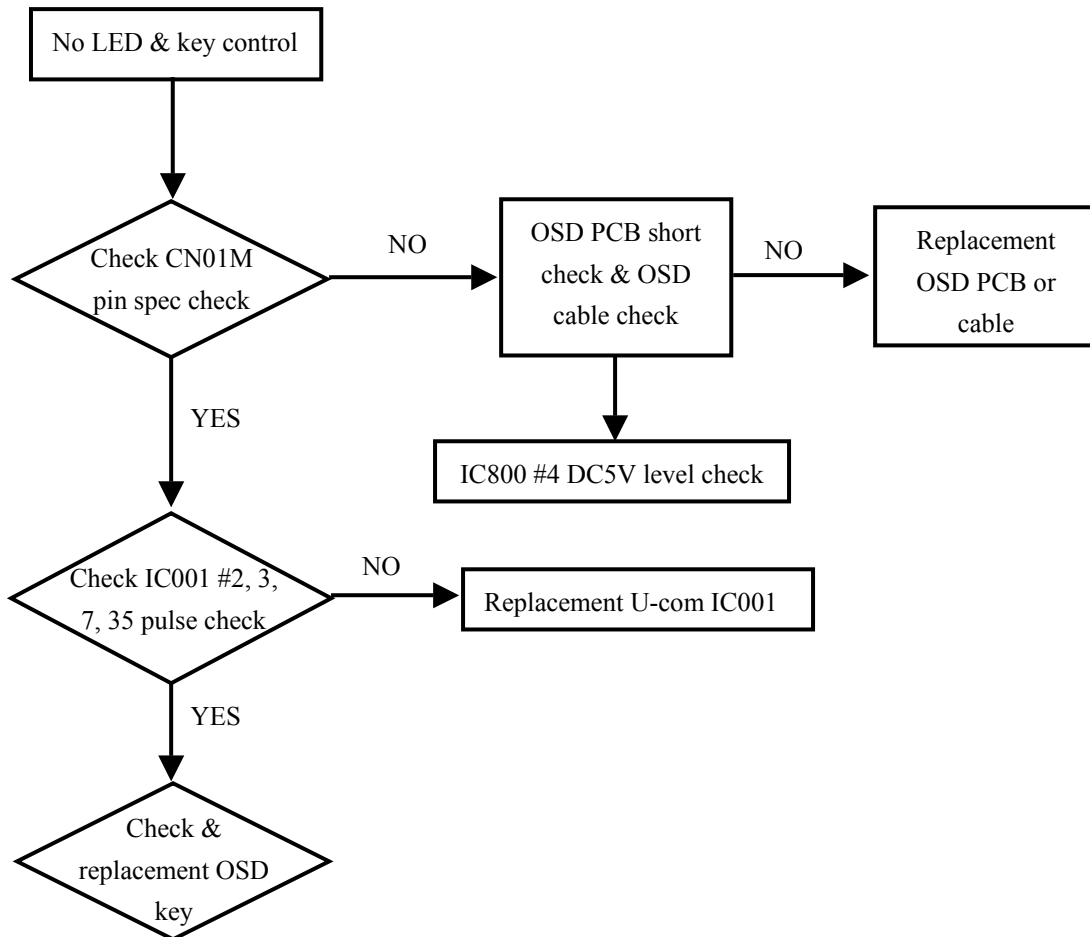 No LED & key control
Check CN01M
pin spec check
NO
OSD PCB short
check & OSD
cable check
NO
Replacement
OSD PCB or
cable
YES
IC800 #4 DC5V level check
Check IC001 #2, 3,
7, 35 pulse check
NO
Replacement U-com IC001
YES
Check &
replacement OSD
key